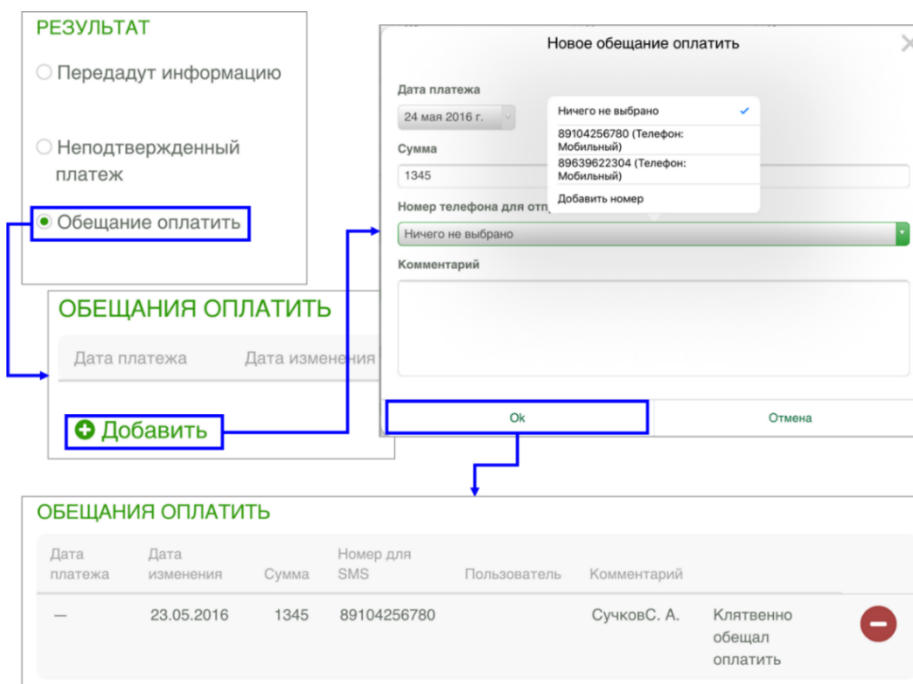 РЕЗУЛЬТАТ
Передадут информацию
Неподтвержденный
платеж
Обещание оплатить
ОБЕЩАНИЯ ОПЛАТИТЬ
Дата платежа Дата изменения
Добавить
Новое обещание оплатить
Дата платежа
24 мая 2016 г.
Сумма
1345
Номер телефона для отп
Ничего не выбрано
89104256780 (Телефон:
Мобильный)
89639622304 (Телефон:
Мобильный)
Добавить номер
Ничего не выбрано
Комментарий
Ok Отмена
ОБЕЩАНИЯ ОПЛАТИТЬ
Дата Дата Номер для
платежа изменения Сумма SMS Пользователь Комментарий
— 23.05.2016 1345 89104256780 СучковС. А. Клятвенно
обещал
оплатить